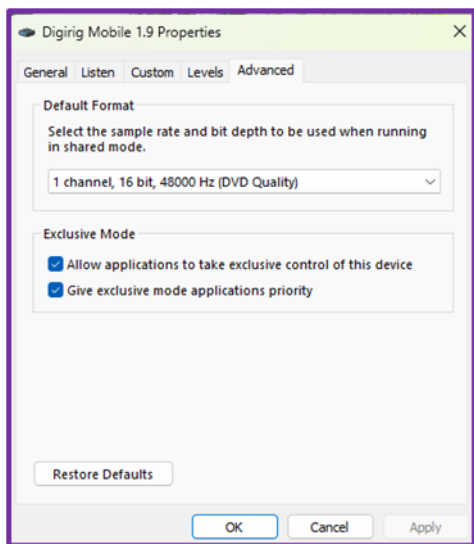 Digirig Mobile 1.9 Properties
General Listen Custom Levels Advanced
Default Format
Select the sample rate and bit depth to be used when running
in shared mode.
1 channel, 16 bit, 48000 Hz (DVD Quality)
Exclusive Mode
Allow applications to take exclusive control of this device
Give exclusive mode applications priority
Restore Defaults
OK Cancel Apply